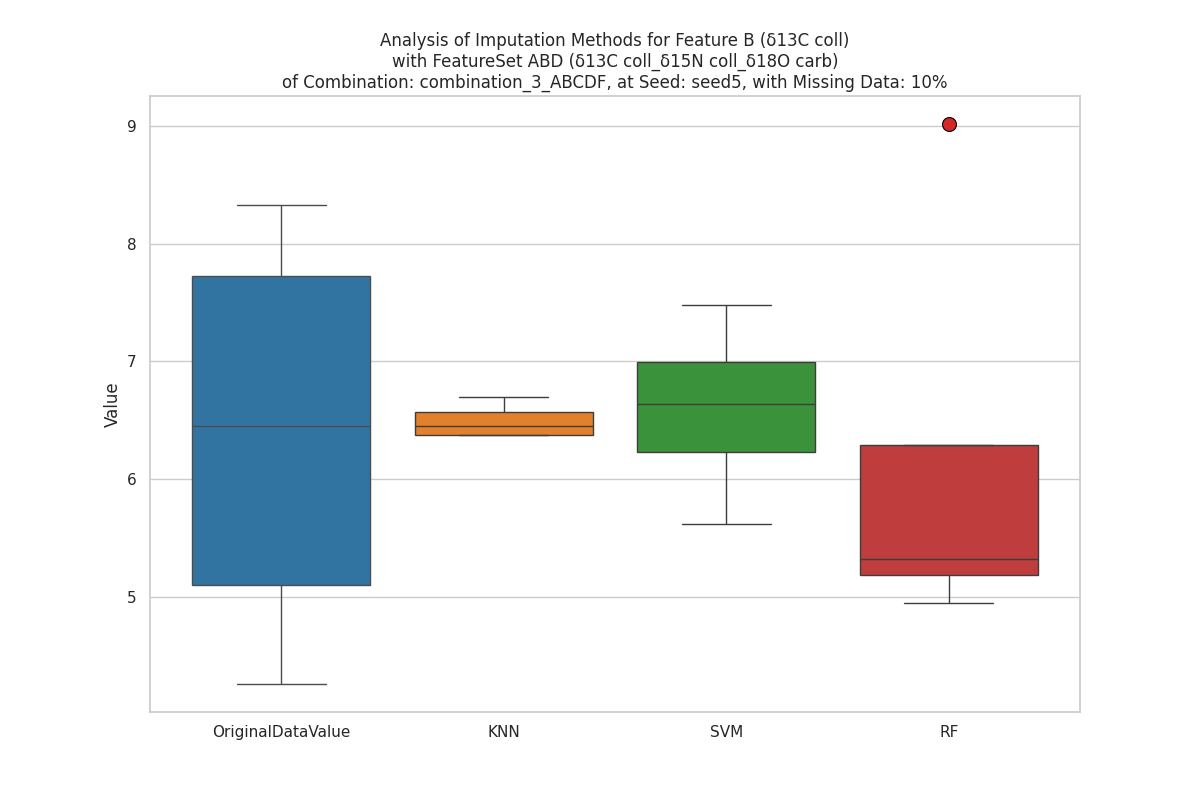 Analysis of Imputation Methods for Feature B (δ13C coll)
with FeatureSet ABD (δ13C coll_δ15N coll_δ18O carb)
of Combination: combination_3_ABCDF, at Seed: seed5, with Missing Data: 10%
9
8
7
6
5
Value
OriginalDataValue
KNN
SVM
RF